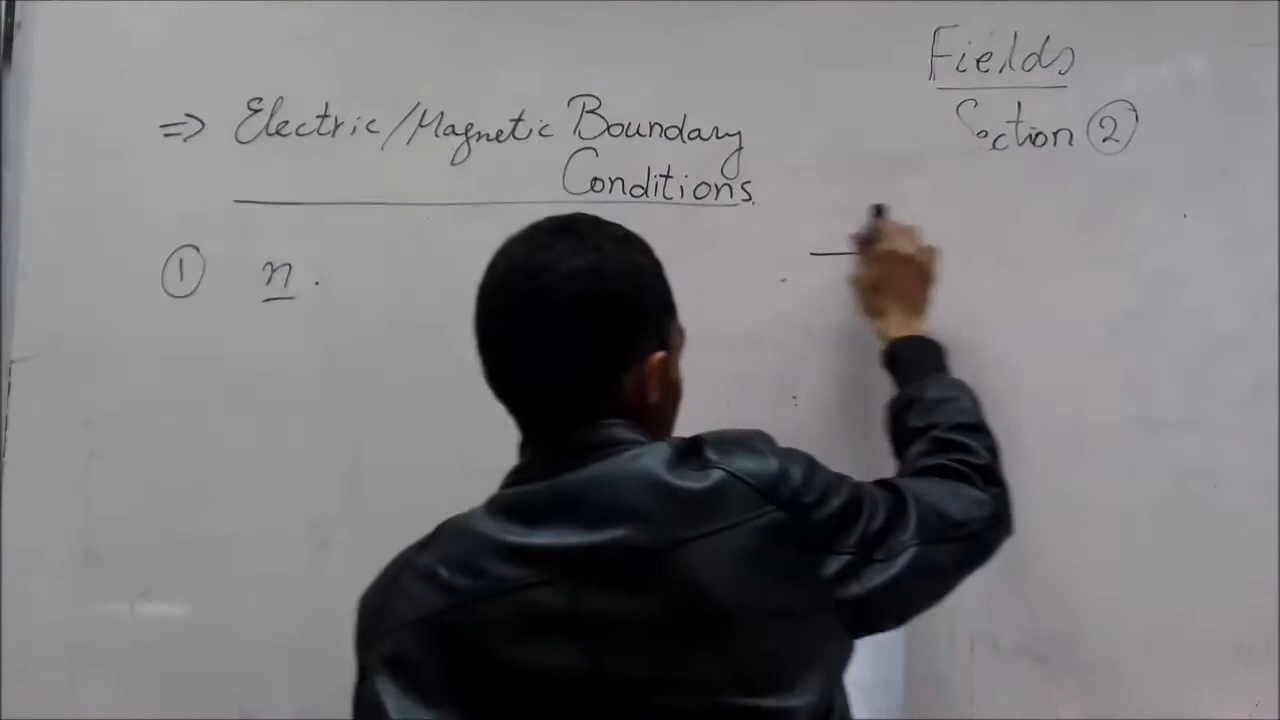 Fields
Section ②
⇒ Electric/Magnetic Boundary
Conditions.
① n .